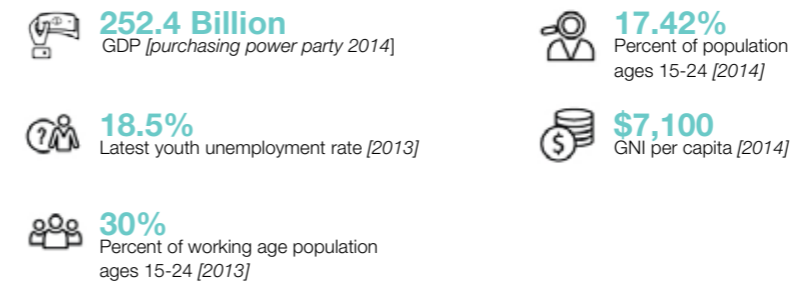 252.4 Billion
GDP [purchasing power party 2014]
17.42%
Percent of population
ages 15-24 [2014]
18.5%
Latest youth unemployment rate [2013]
$7,100
GNI per capita [2014]
30%
Percent of working age population
ages 15-24 [2013]